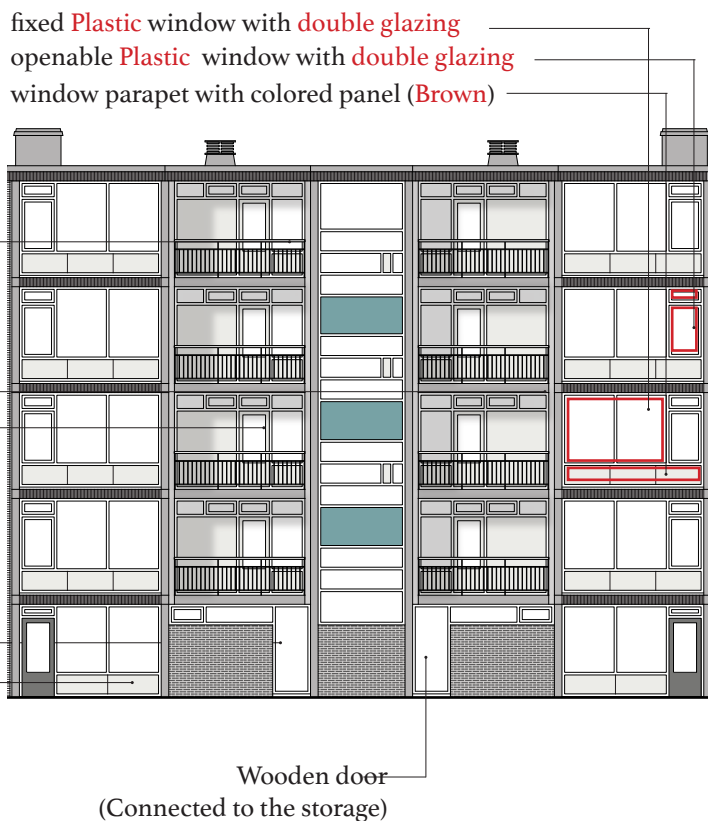 fixed Plastic window with double glazing
openable Plastic window with double glazing
window parapet with colored panel (Brown)
Wooden door
(Connected to the storage)